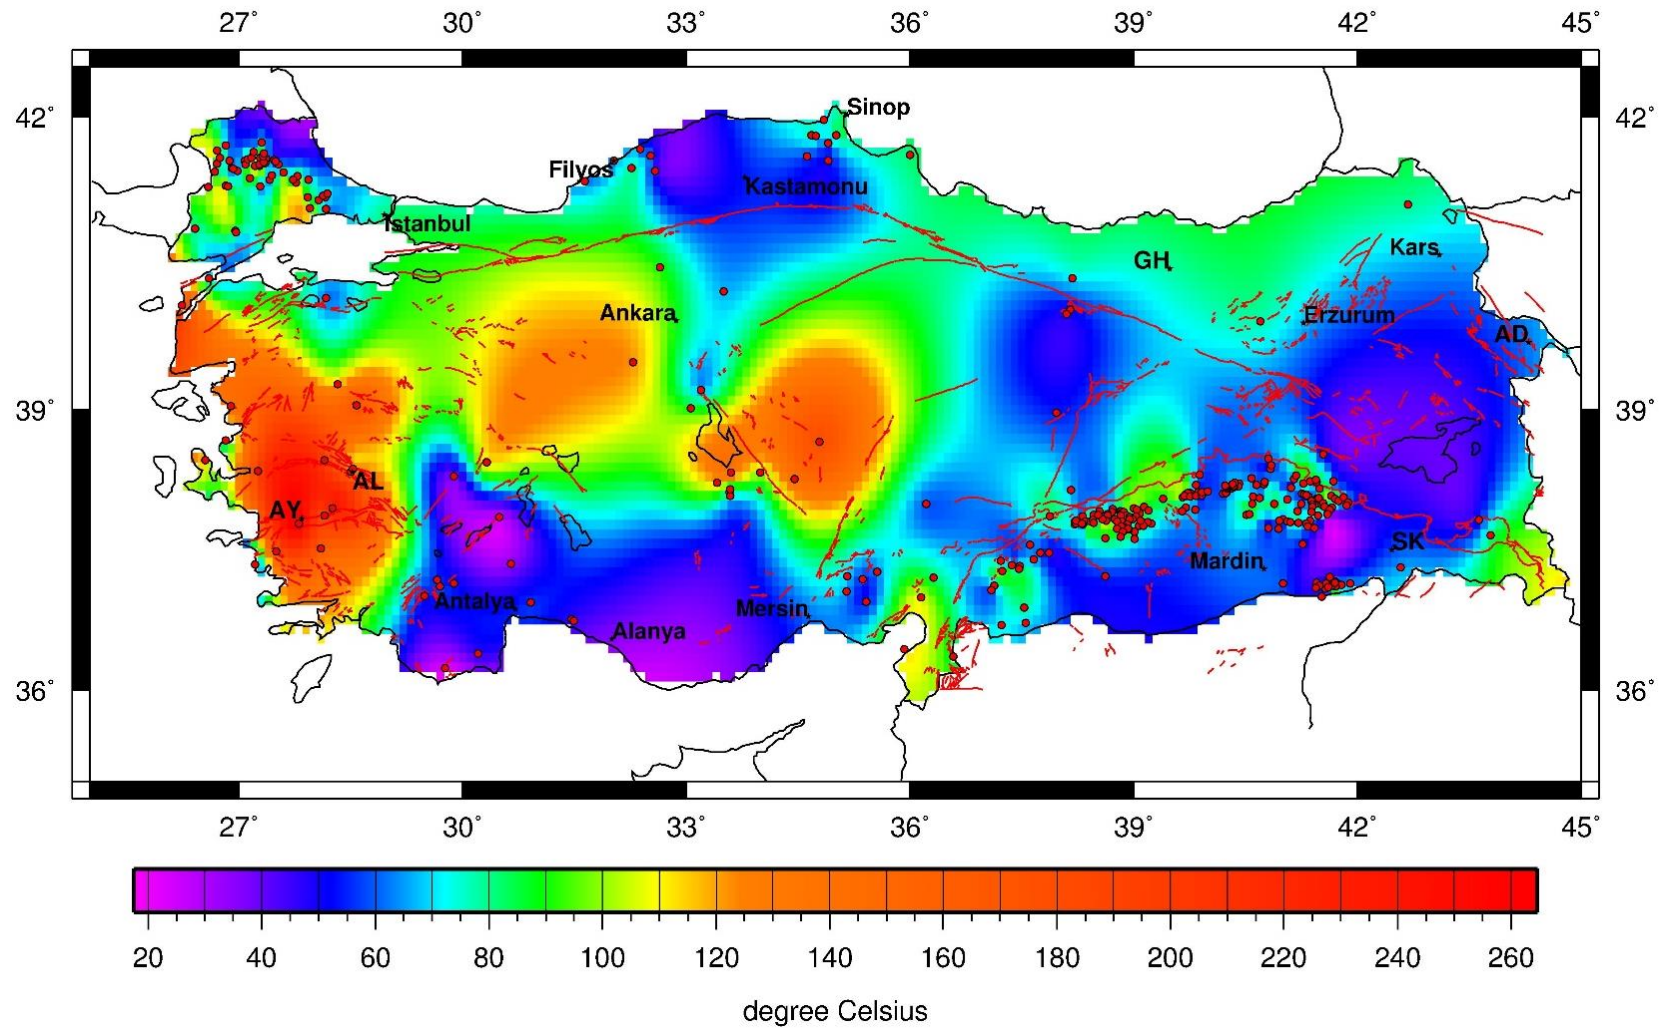 27° 30° 33° 36° 39° 42° 45°
42° 42°
Sinop
Filyos
Kastamonu
Istanbul
Kars
GH
Ankara
Erzurum
AD
39° 39°
AL
AY
SK
Mardin
Antalya
Mersin
Alanya
36° 36°
27° 30° 33° 36° 39° 42° 45°
20 40 60 80 100 120 140 160 180 200 220 240 260
degree Celsius